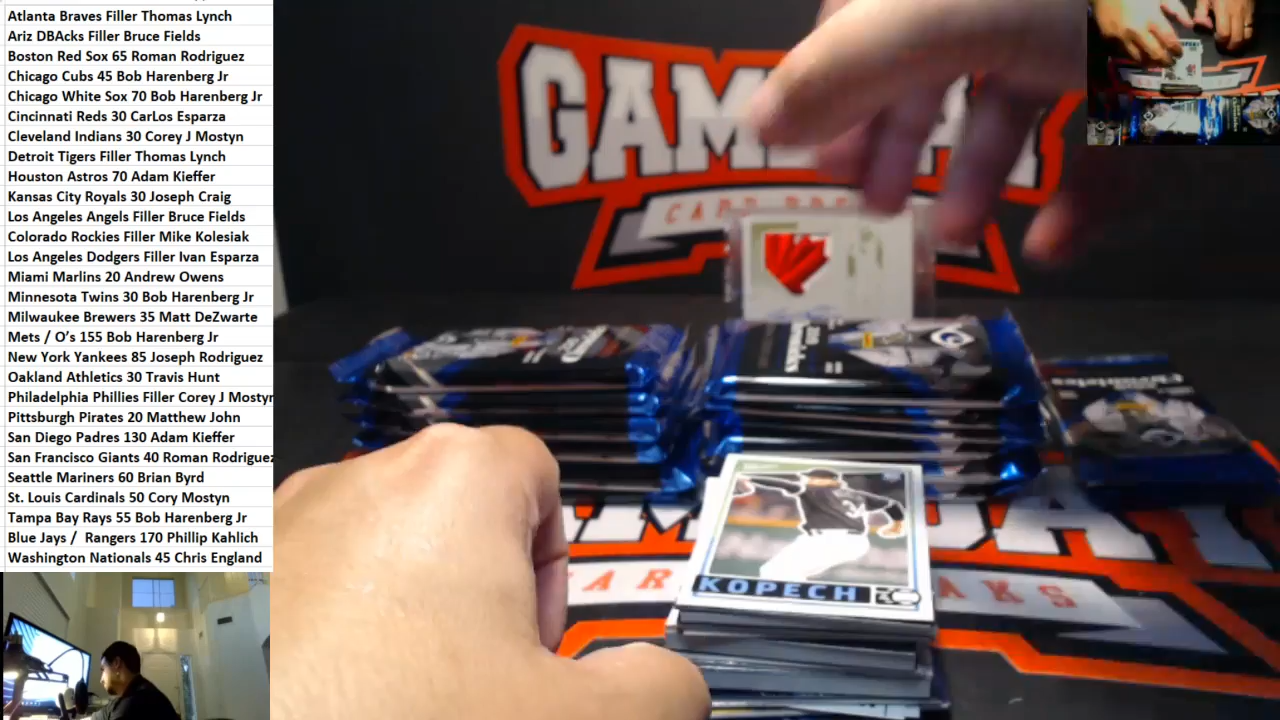 Atlanta Braves Filler Thomas Lynch
Ariz DBAcks Filler Bruce Fields
Boston Red Sox 65 Roman Rodriguez
Chicago Cubs 45 Bob Harenberg Jr
Chicago White Sox 70 Bob Harenberg Jr
Cincinnati Reds 30 CarLos Esparza
Cleveland Indians 30 Corey J Mostyn
Detroit Tigers Filler Thomas Lynch
Houston Astros 70 Adam Kieffer
Kansas City Royals 30 Joseph Craig
Los Angeles Angels Filler Bruce Fields
Colorado Rockies Filler Mike Kolesiak
Los Angeles Dodgers Filler Ivan Esparza
Miami Marlins 20 Andrew Owens
Minnesota Twins 30 Bob Harenberg Jr
Milwaukee Brewers 35 Matt DeZwarte
Mets / O's 155 Bob Harenberg Jr
New York Yankees 85 Joseph Rodriguez
Oakland Athletics 30 Travis Hunt
Philadelphia Phillies Filler Corey J Mostyn
Pittsburgh Pirates 20 Matthew John
San Diego Padres 130 Adam Kieffer
San Francisco Giants 40 Roman Rodriguez
Seattle Mariners 60 Brian Byrd
St. Louis Cardinals 50 Cory Mostyn
Tampa Bay Rays 55 Bob Harenberg Jr
Blue Jays /  Rangers 170 Phillip Kahlich
Washington Nationals 45 Chris England
KOPECH